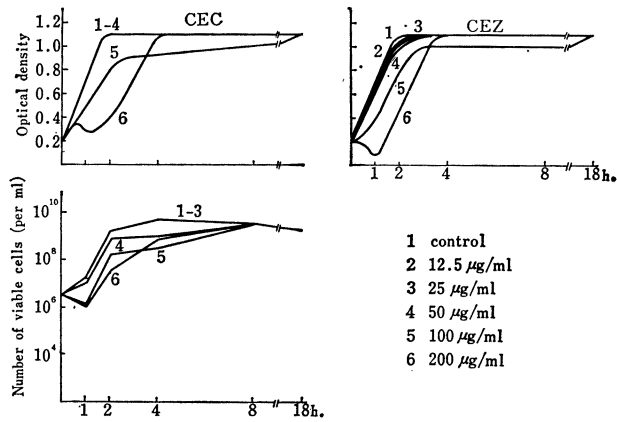 CEC
Optical density
1.2
1.0
0.8
0.6
0.4
0.2
1-4
5
6
CEZ
1
3
2
4
5
6
1 2 4 8 18h.
Number of viable cells (per ml)
10^10
10^8
10^6
10^4
1-3
4
5
6
1 2 4 8 18h.
1 control
2 12.5 μg/ml
3 25 μg/ml
4 50 μg/ml
5 100 μg/ml
6 200 μg/ml